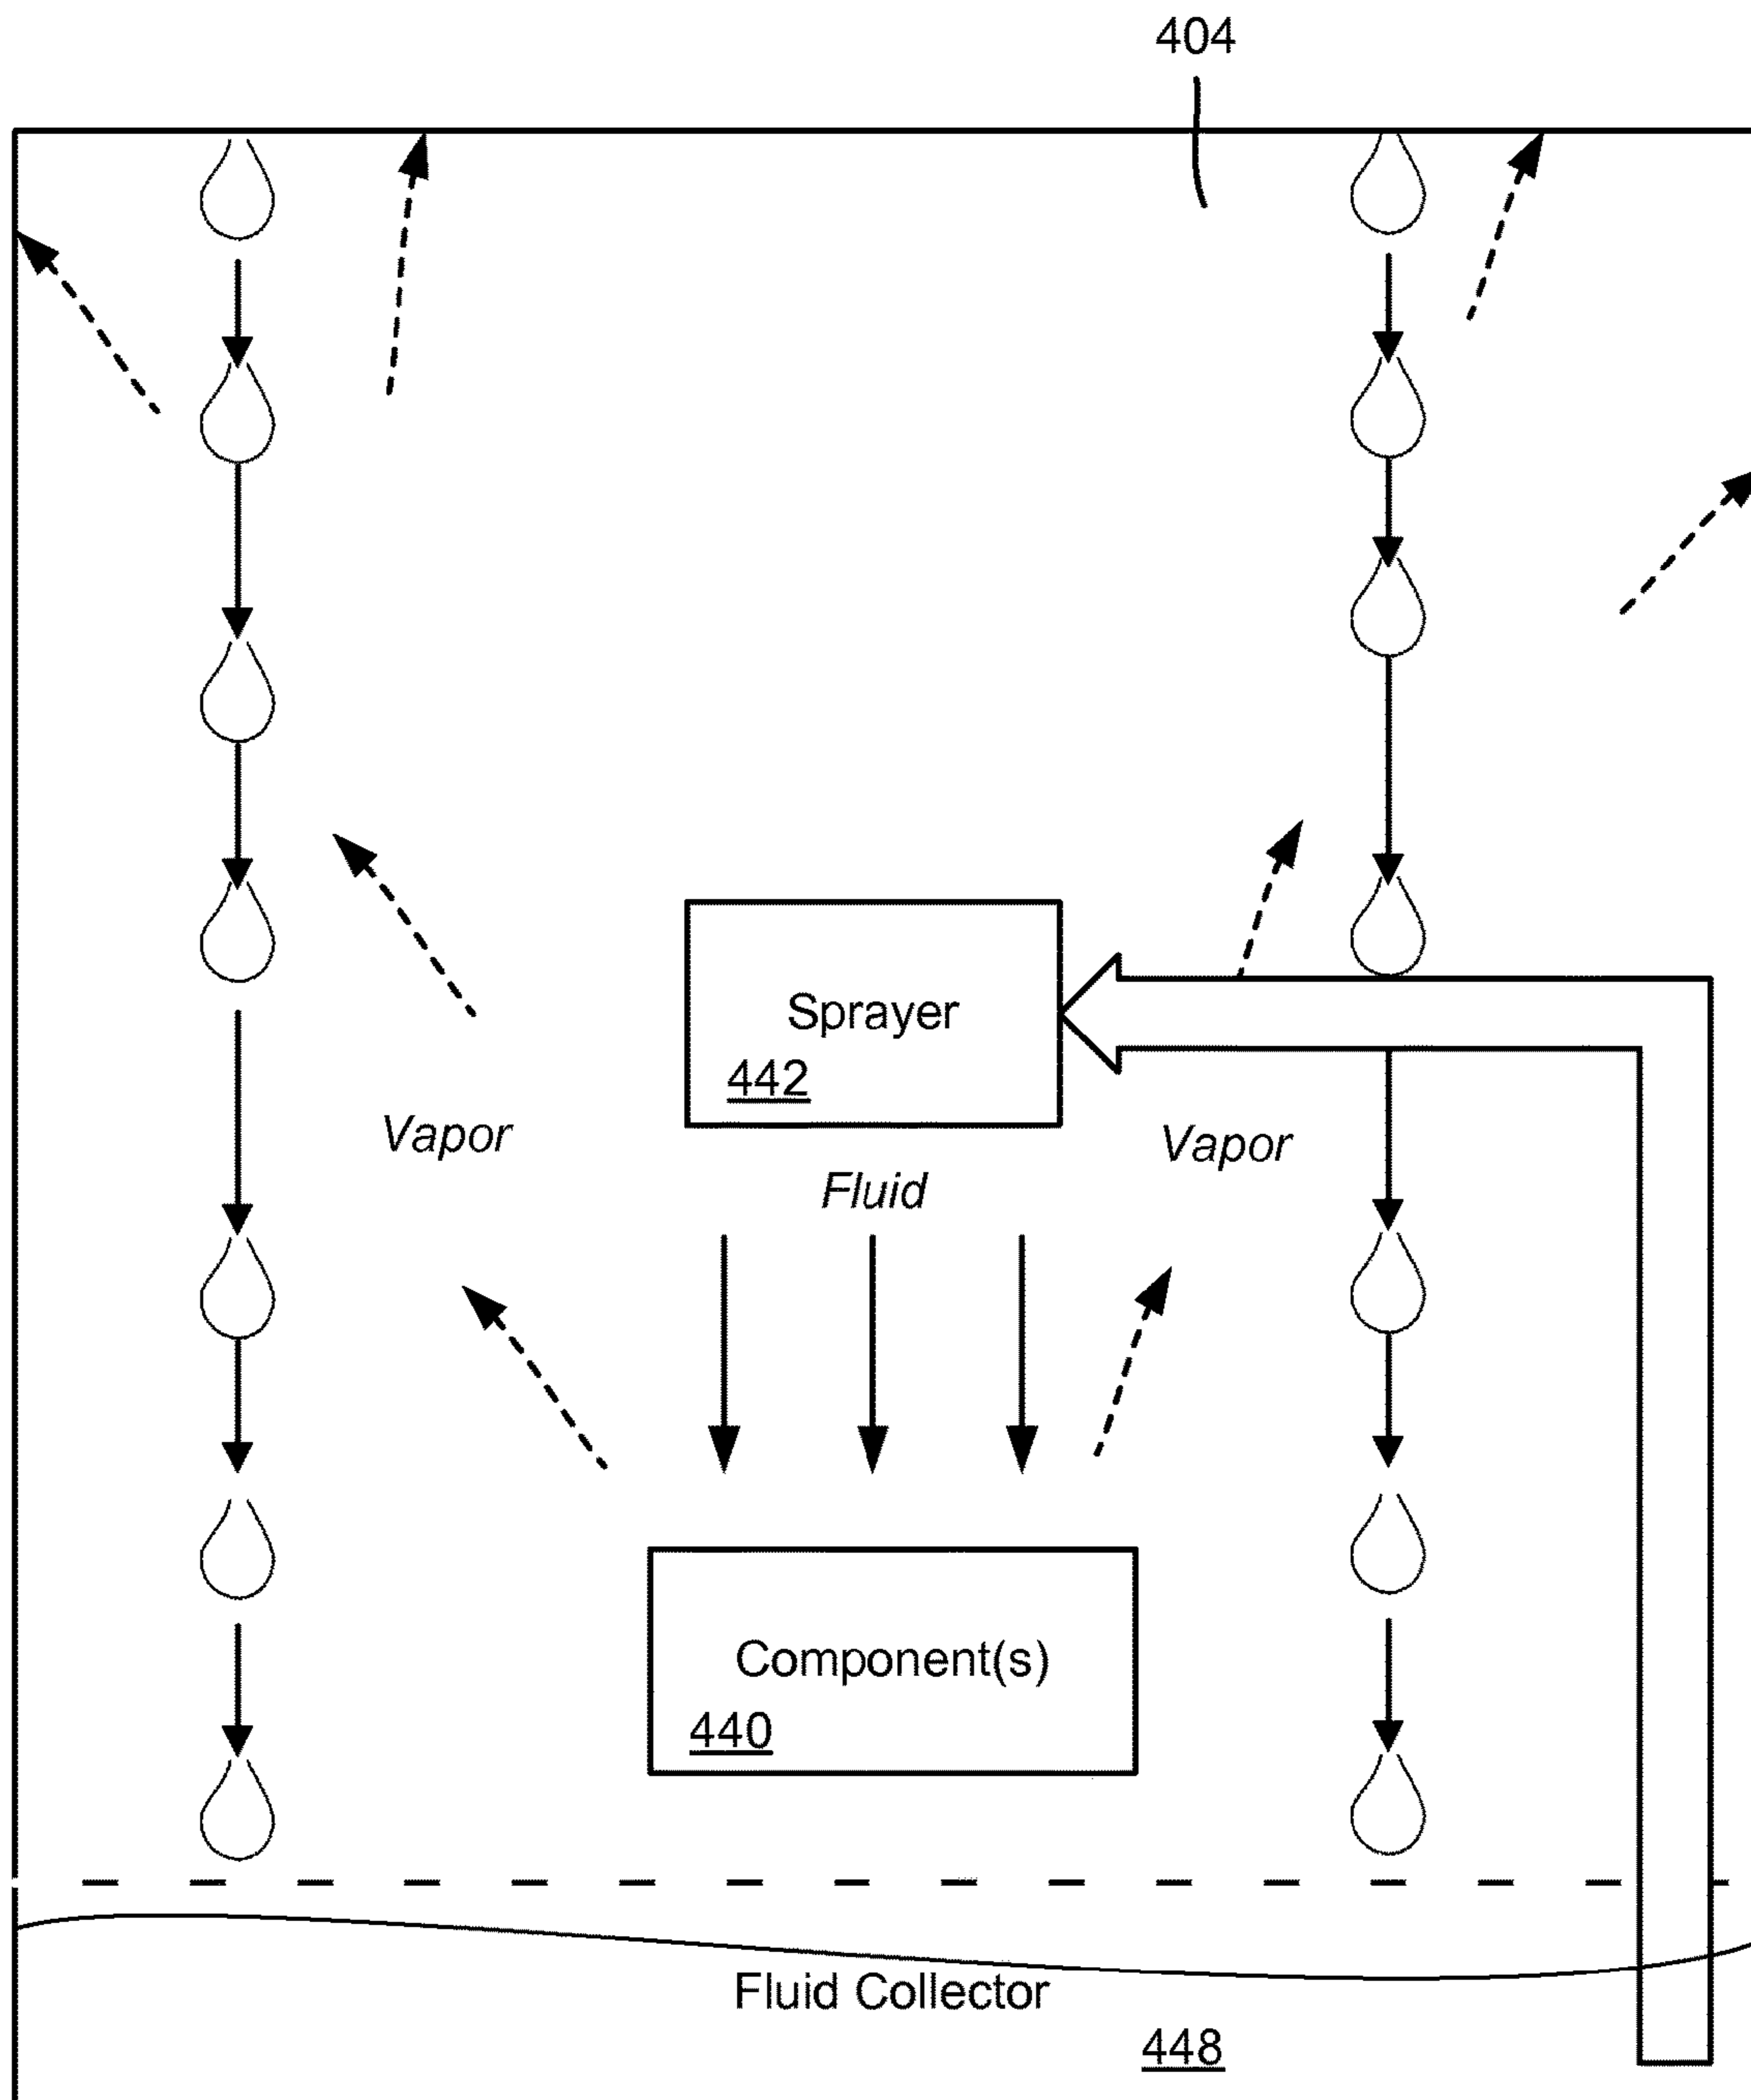 404
Sprayer
442
Vapor
Vapor
Fluid
Component(s)
440
Fluid Collector
448